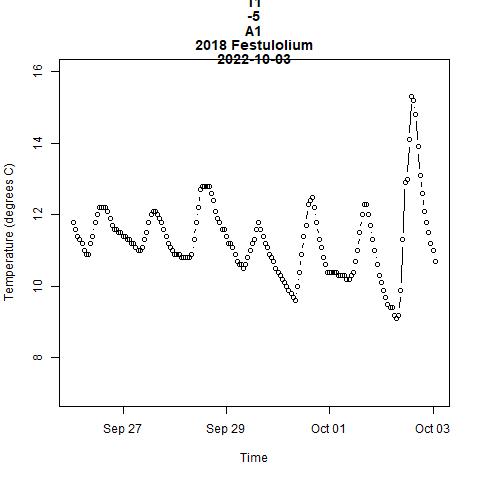 T1
-5
A1
2018 Festulolium
2022-10-03
Temperature (degrees C)
16
14
12
10
8
Sep 27
Sep 29
Oct 01
Oct 03
Time